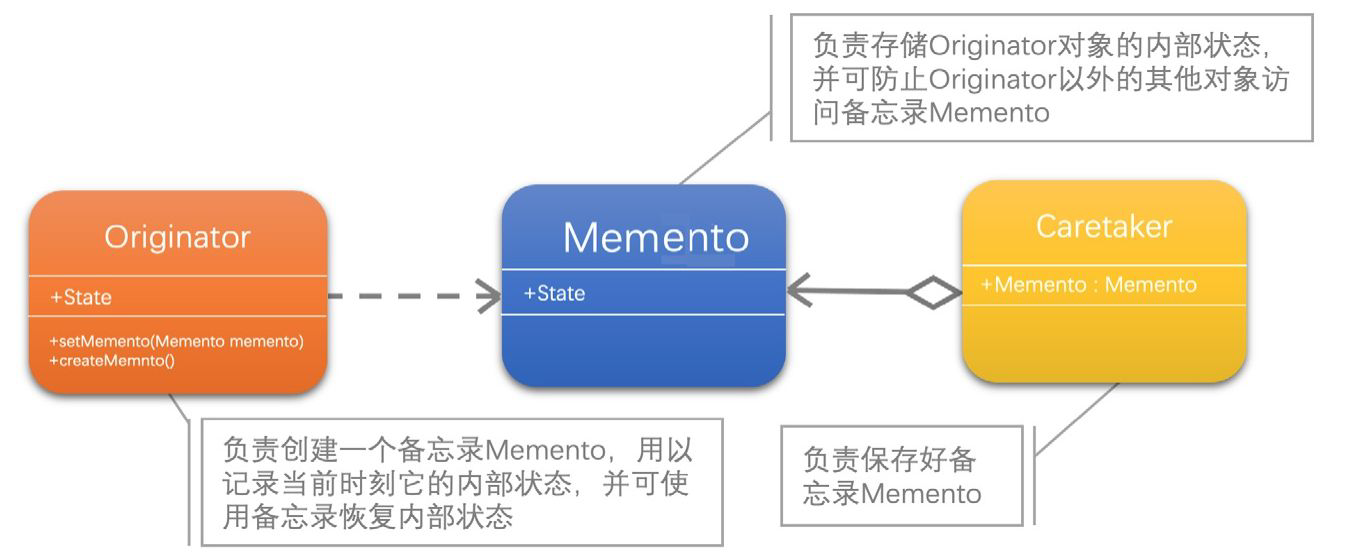 负责存储Originator对象的内部状态,
并可防止Originator以外的其他对象访
问备忘录Memento
Originator
+State
+setMemento(Memento memento)
+createMemnto()
Memento
+State
Caretaker
+Memento : Memento
负责创建一个备忘录Memento, 用以
记录当前时刻它的内部状态, 并可使
用备忘录恢复内部状态
负责保存好备
忘录Memento